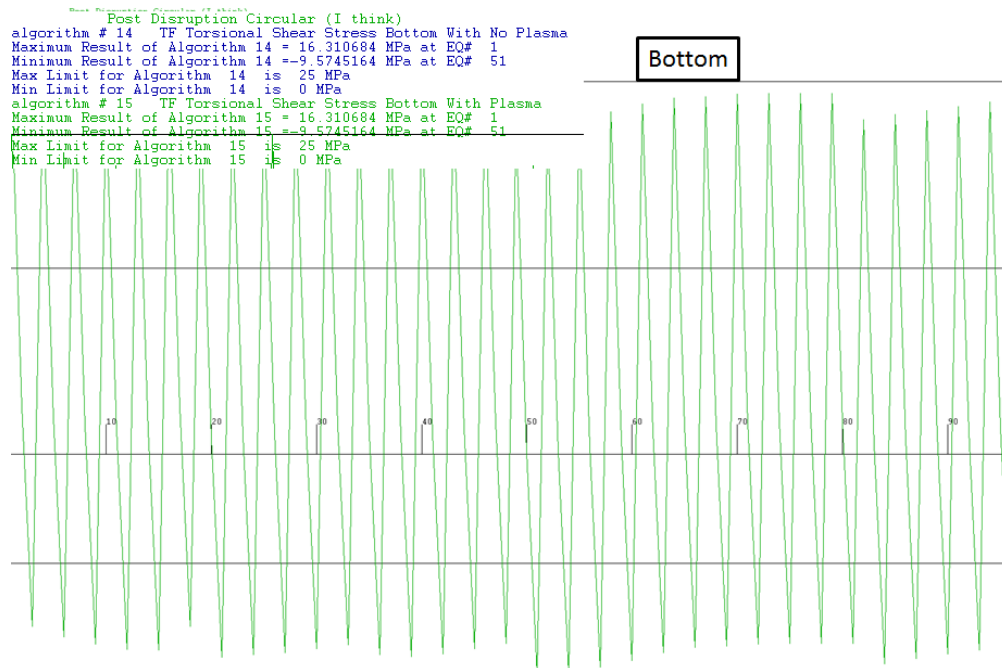 Post Disruption Circular (I think)
Post Disruption Circular (I think)
algorithm # 14 TF Torsional Shear Stress Bottom With No Plasma
Maximum Result of Algorithm 14 = 16.310684 MPa at EQ# 1
Minimum Result of Algorithm 14 =-9.5745164 MPa at EQ# 51
Max Limit for Algorithm 14 is 25 MPa
Min Limit for Algorithm 14 is 0 MPa
algorithm # 15 TF Torsional Shear Stress Bottom With Plasma
Maximum Result of Algorithm 15 = 16.310684 MPa at EQ# 1
Minimum Result of Algorithm 15 =-9.5745164 MPa at EQ# 51
Max Limit for Algorithm 15 is 25 MPa
Min Limit for Algorithm 15 is 0 MPa
Bottom
10 20 30 40 50 60 70 80 90